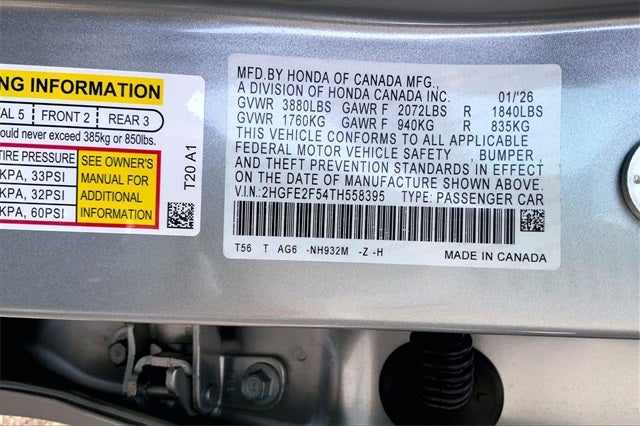 NG INFORMATION
TAL 5 FRONT 2 REAR 3
ould never exceed 385kg or 850lbs.
TIRE PRESSURE SEE OWNER'S
KPA, 33PSI MANUAL FOR
KPA, 32PSI ADDITIONAL
KPA, 60PSI INFORMATION
T20 A1
MFD.BY HONDA OF CANADA MFG.,
A DIVISION OF HONDA CANADA INC. 01/'26
GVWR 3880LBS GAWR F 2072LBS R 1840LBS
GVWR 1760KG GAWR F 940KG R 835KG
THIS VEHICLE CONFORMS TO ALL APPLICABLE
FEDERAL MOTOR VEHICLE SAFETY , BUMPER ,
AND THEFT PREVENTION STANDARDS IN EFFECT
ON THE DATE OF MANUFACTURE SHOWN ABOVE.
V.I.N.:2HGFE2F54TH558395 TYPE: PASSENGER CAR
T56 T AG6 -NH932M -Z -H MADE IN CANADA